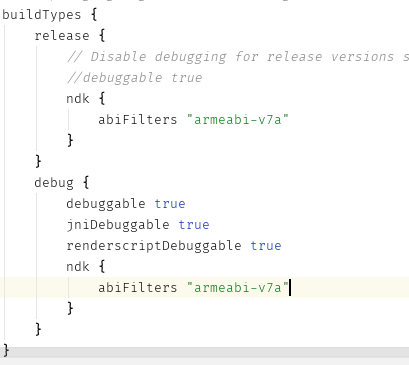 buildTypes {
release {
// Disable debugging for release versions s
//debuggable true
ndk {
abiFilters "armeabi-v7a"
}
}
debug {
debuggable true
jniDebuggable true
renderscriptDebuggable true
ndk {
abiFilters "armeabi-v7a"
}
}
}